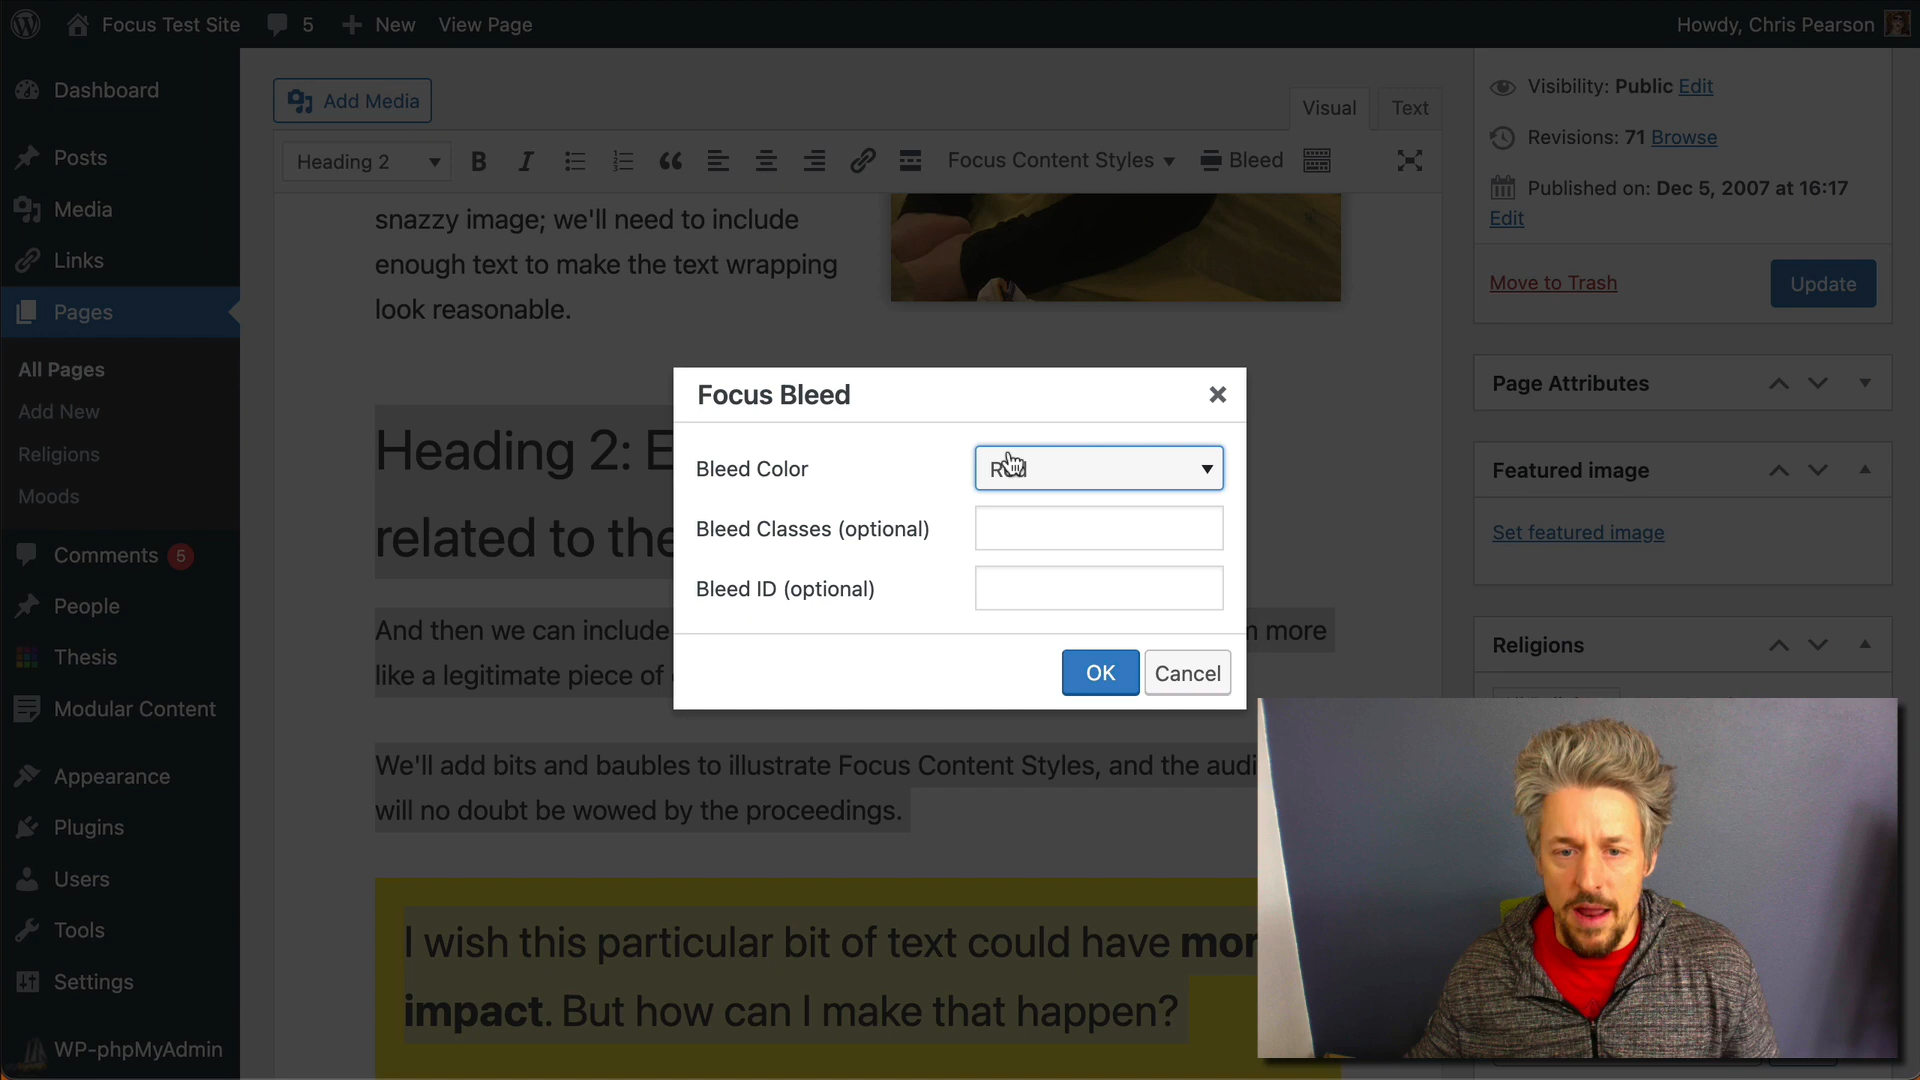 Focus Test Site
5
New
View Page
Howdy, Chris Pearson
Dashboard
Posts
Media
Links
Pages
All Pages
Add New
Religions
Moods
Comments 5
People
Thesis
Modular Content
Appearance
Plugins
Users
Tools
Settings
WP-phpMyAdmin
Add Media
Visual
Text
Heading 2
B
I
Focus Content Styles
Bleed
snazzy image; we'll need to include
enough text to make the text wrapping
look reasonable.
Heading 2:
related to the
And then we can include
more
like a legitimate piece of
We'll add bits and baubles to illustrate Focus Content Styles, and the
will no doubt be wowed by the proceedings.
I wish this particular bit of text could have
impact. But how can I make that happen?
Focus Bleed
Bleed Color
Red
Bleed Classes (optional)
Bleed ID (optional)
OK
Cancel
Visibility: Public Edit
Revisions: 71 Browse
Published on: Dec 5, 2007 at 16:17
Edit
Move to Trash
Update
Page Attributes
Featured image
Set featured image
Religions